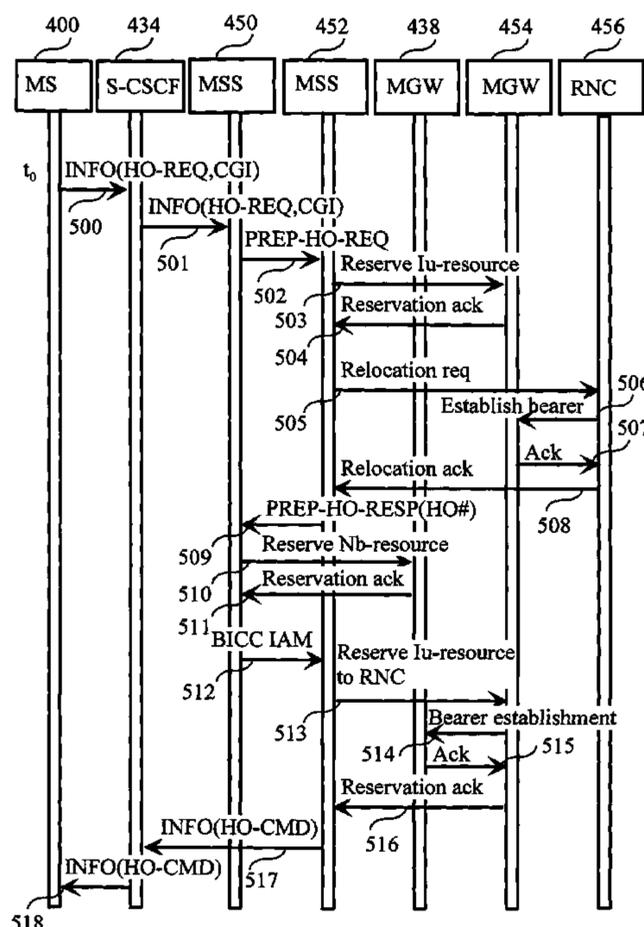 400 434 450 452 438 454 456
MS S-CSCF MSS MSS MGW MGW RNC
t₀ INFO(HO-REQ,CGI)
500
INFO(HO-REQ,CGI)
501
PREP-HO-REQ
502
Reserve Iu-resource
503
Reservation ack
504
Relocation req
505
506
Establish bearer
507
Ack
Relocation ack
508
PREP-HO-RESP(HO#)
509
Reserve Nb-resource
510
Reservation ack
511
BICC IAM
512
Reserve Iu-resource
to RNC
513
Bearer establishment
514
515
Ack
Reservation ack
516
INFO(HO-CMD)
517
INFO(HO-CMD)
518